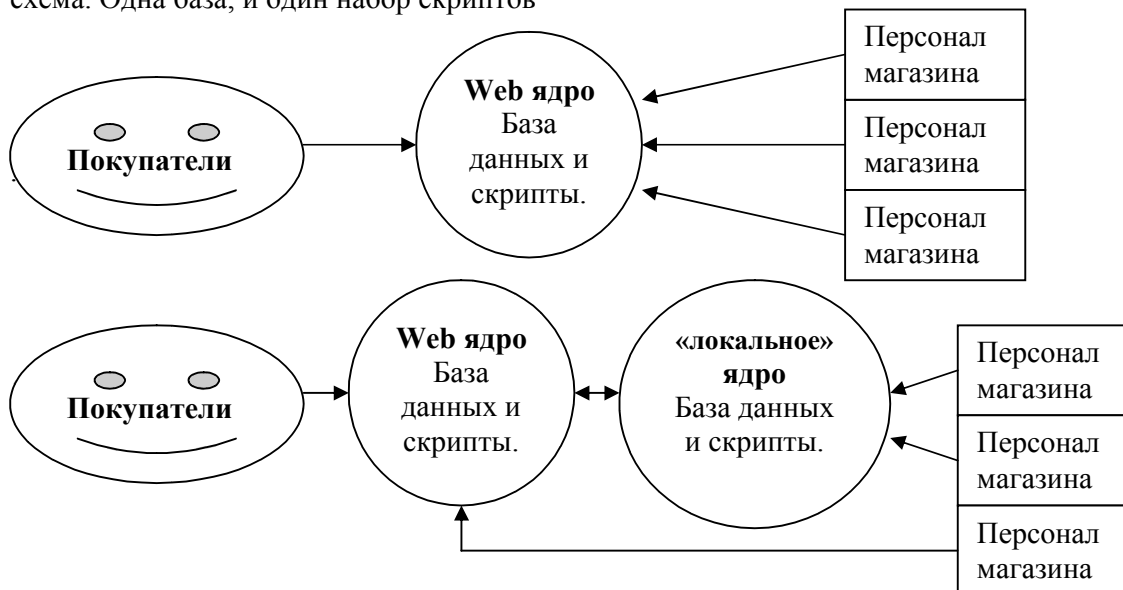 схема. Одна база, и один набор скриптов
Покупатели
Web ядро
База
данных и
скрипты.
Персонал
магазина
Персонал
магазина
Персонал
магазина
Покупатели
Web ядро
База
данных и
скрипты.
«локальное»
ядро
База данных
и скрипты.
Персонал
магазина
Персонал
магазина
Персонал
магазина